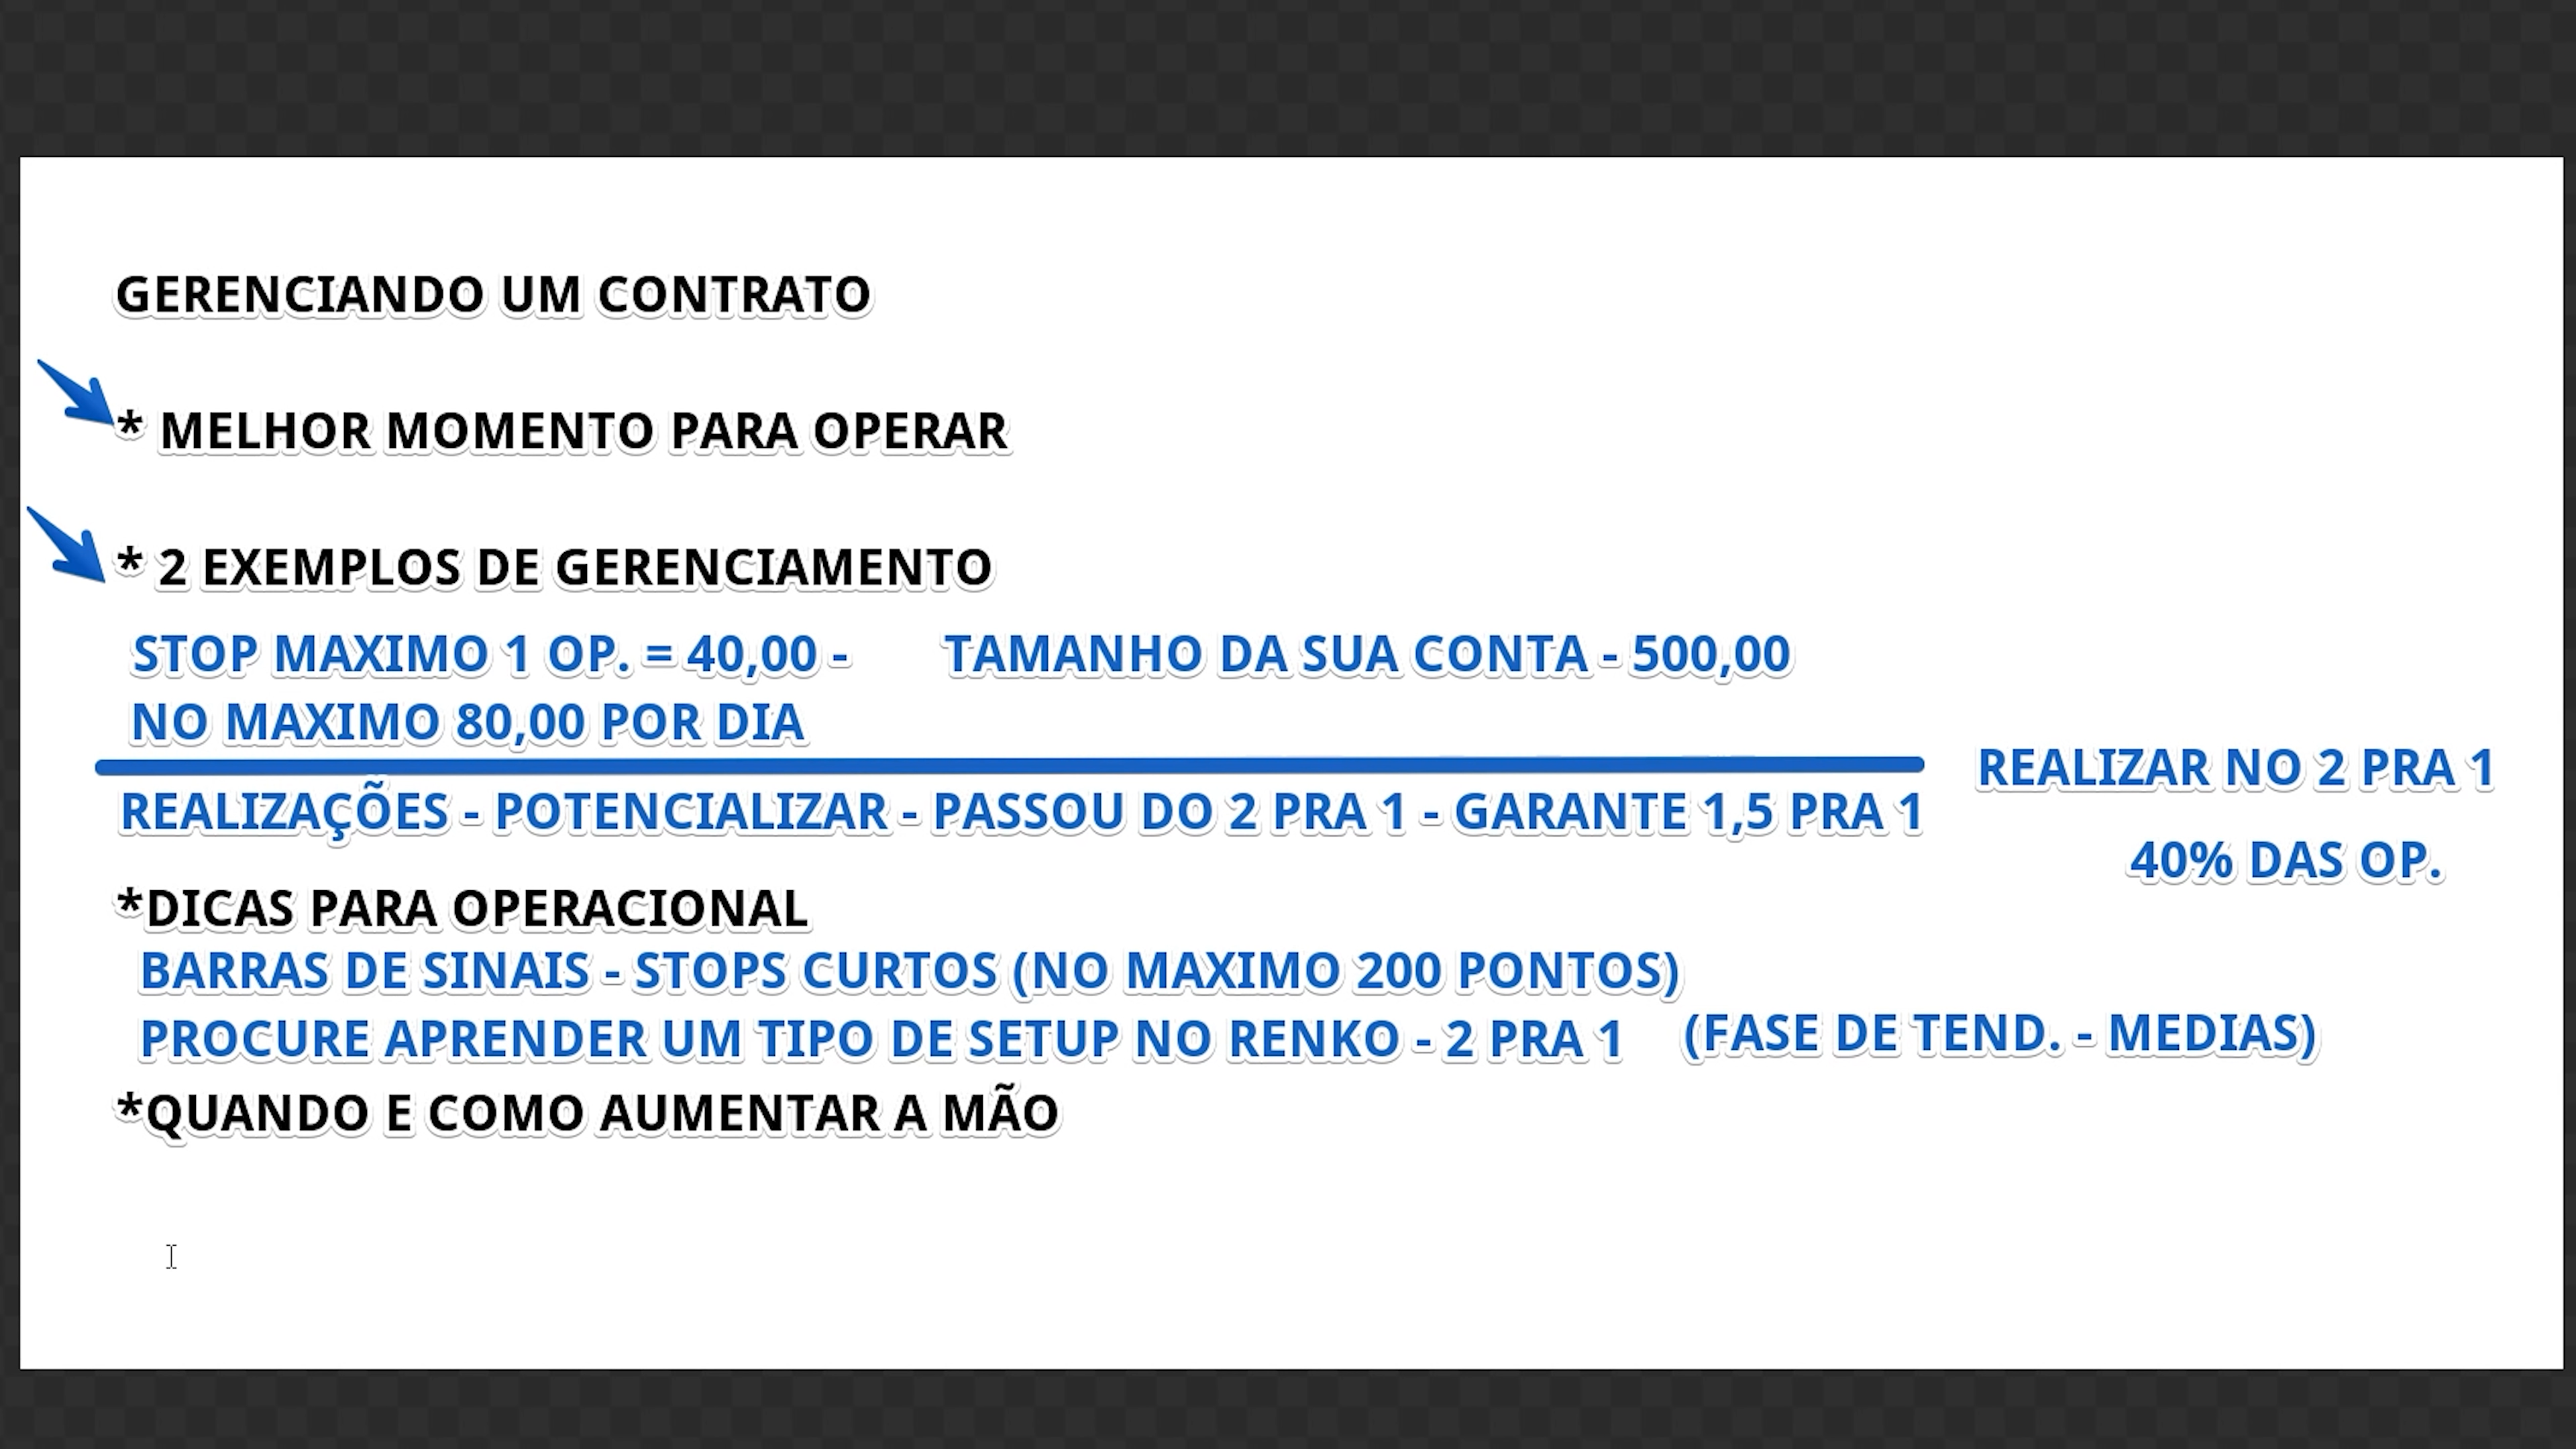 GERENCIANDO UM CONTRATO
* MELHOR MOMENTO PARA OPERAR
* 2 EXEMPLOS DE GERENCIAMENTO
STOP MAXIMO 1 OP. = 40,00 - TAMANHO DA SUA CONTA - 500,00
NO MAXIMO 80,00 POR DIA
REALIZAR NO 2 PRA 1
REALIZAÇÕES - POTENCIALIZAR - PASSOU DO 2 PRA 1 - GARANTE 1,5 PRA 1
40% DAS OP.
*DICAS PARA OPERACIONAL
BARRAS DE SINAIS - STOPS CURTOS (NO MAXIMO 200 PONTOS)
PROCURE APRENDER UM TIPO DE SETUP NO RENKO - 2 PRA 1 (FASE DE TEND. - MEDIAS)
*QUANDO E COMO AUMENTAR A MÃO